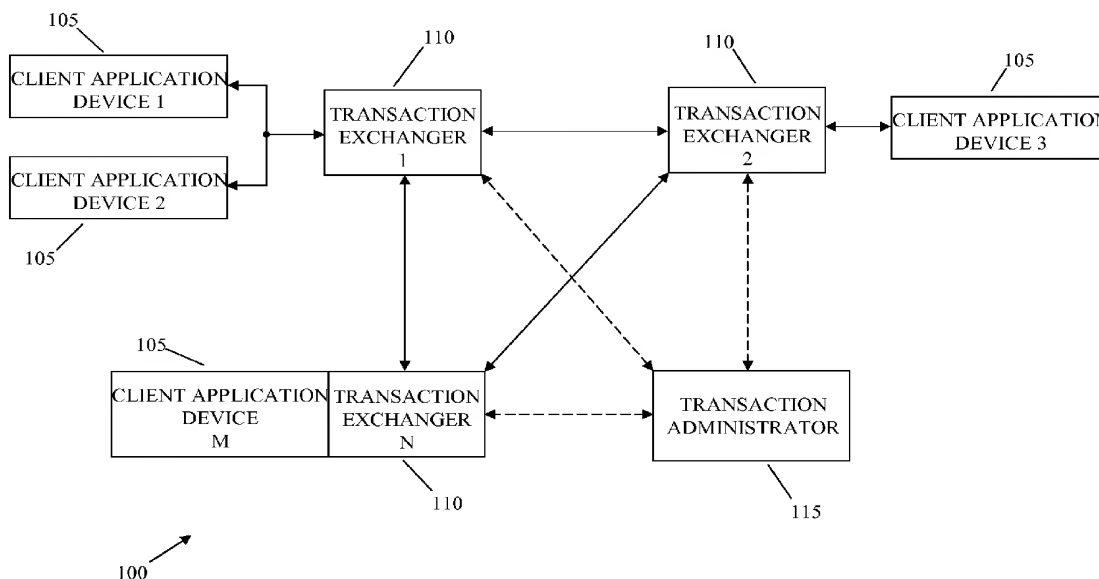 105
110
110
105
CLIENT APPLICATION
DEVICE 1
TRANSACTION
EXCHANGER
1
TRANSACTION
EXCHANGER
2
CLIENT APPLICATION
DEVICE 3
CLIENT APPLICATION
DEVICE 2
105
105
CLIENT APPLICATION
DEVICE
M
TRANSACTION
EXCHANGER
N
TRANSACTION
ADMINISTRATOR
110
115
100